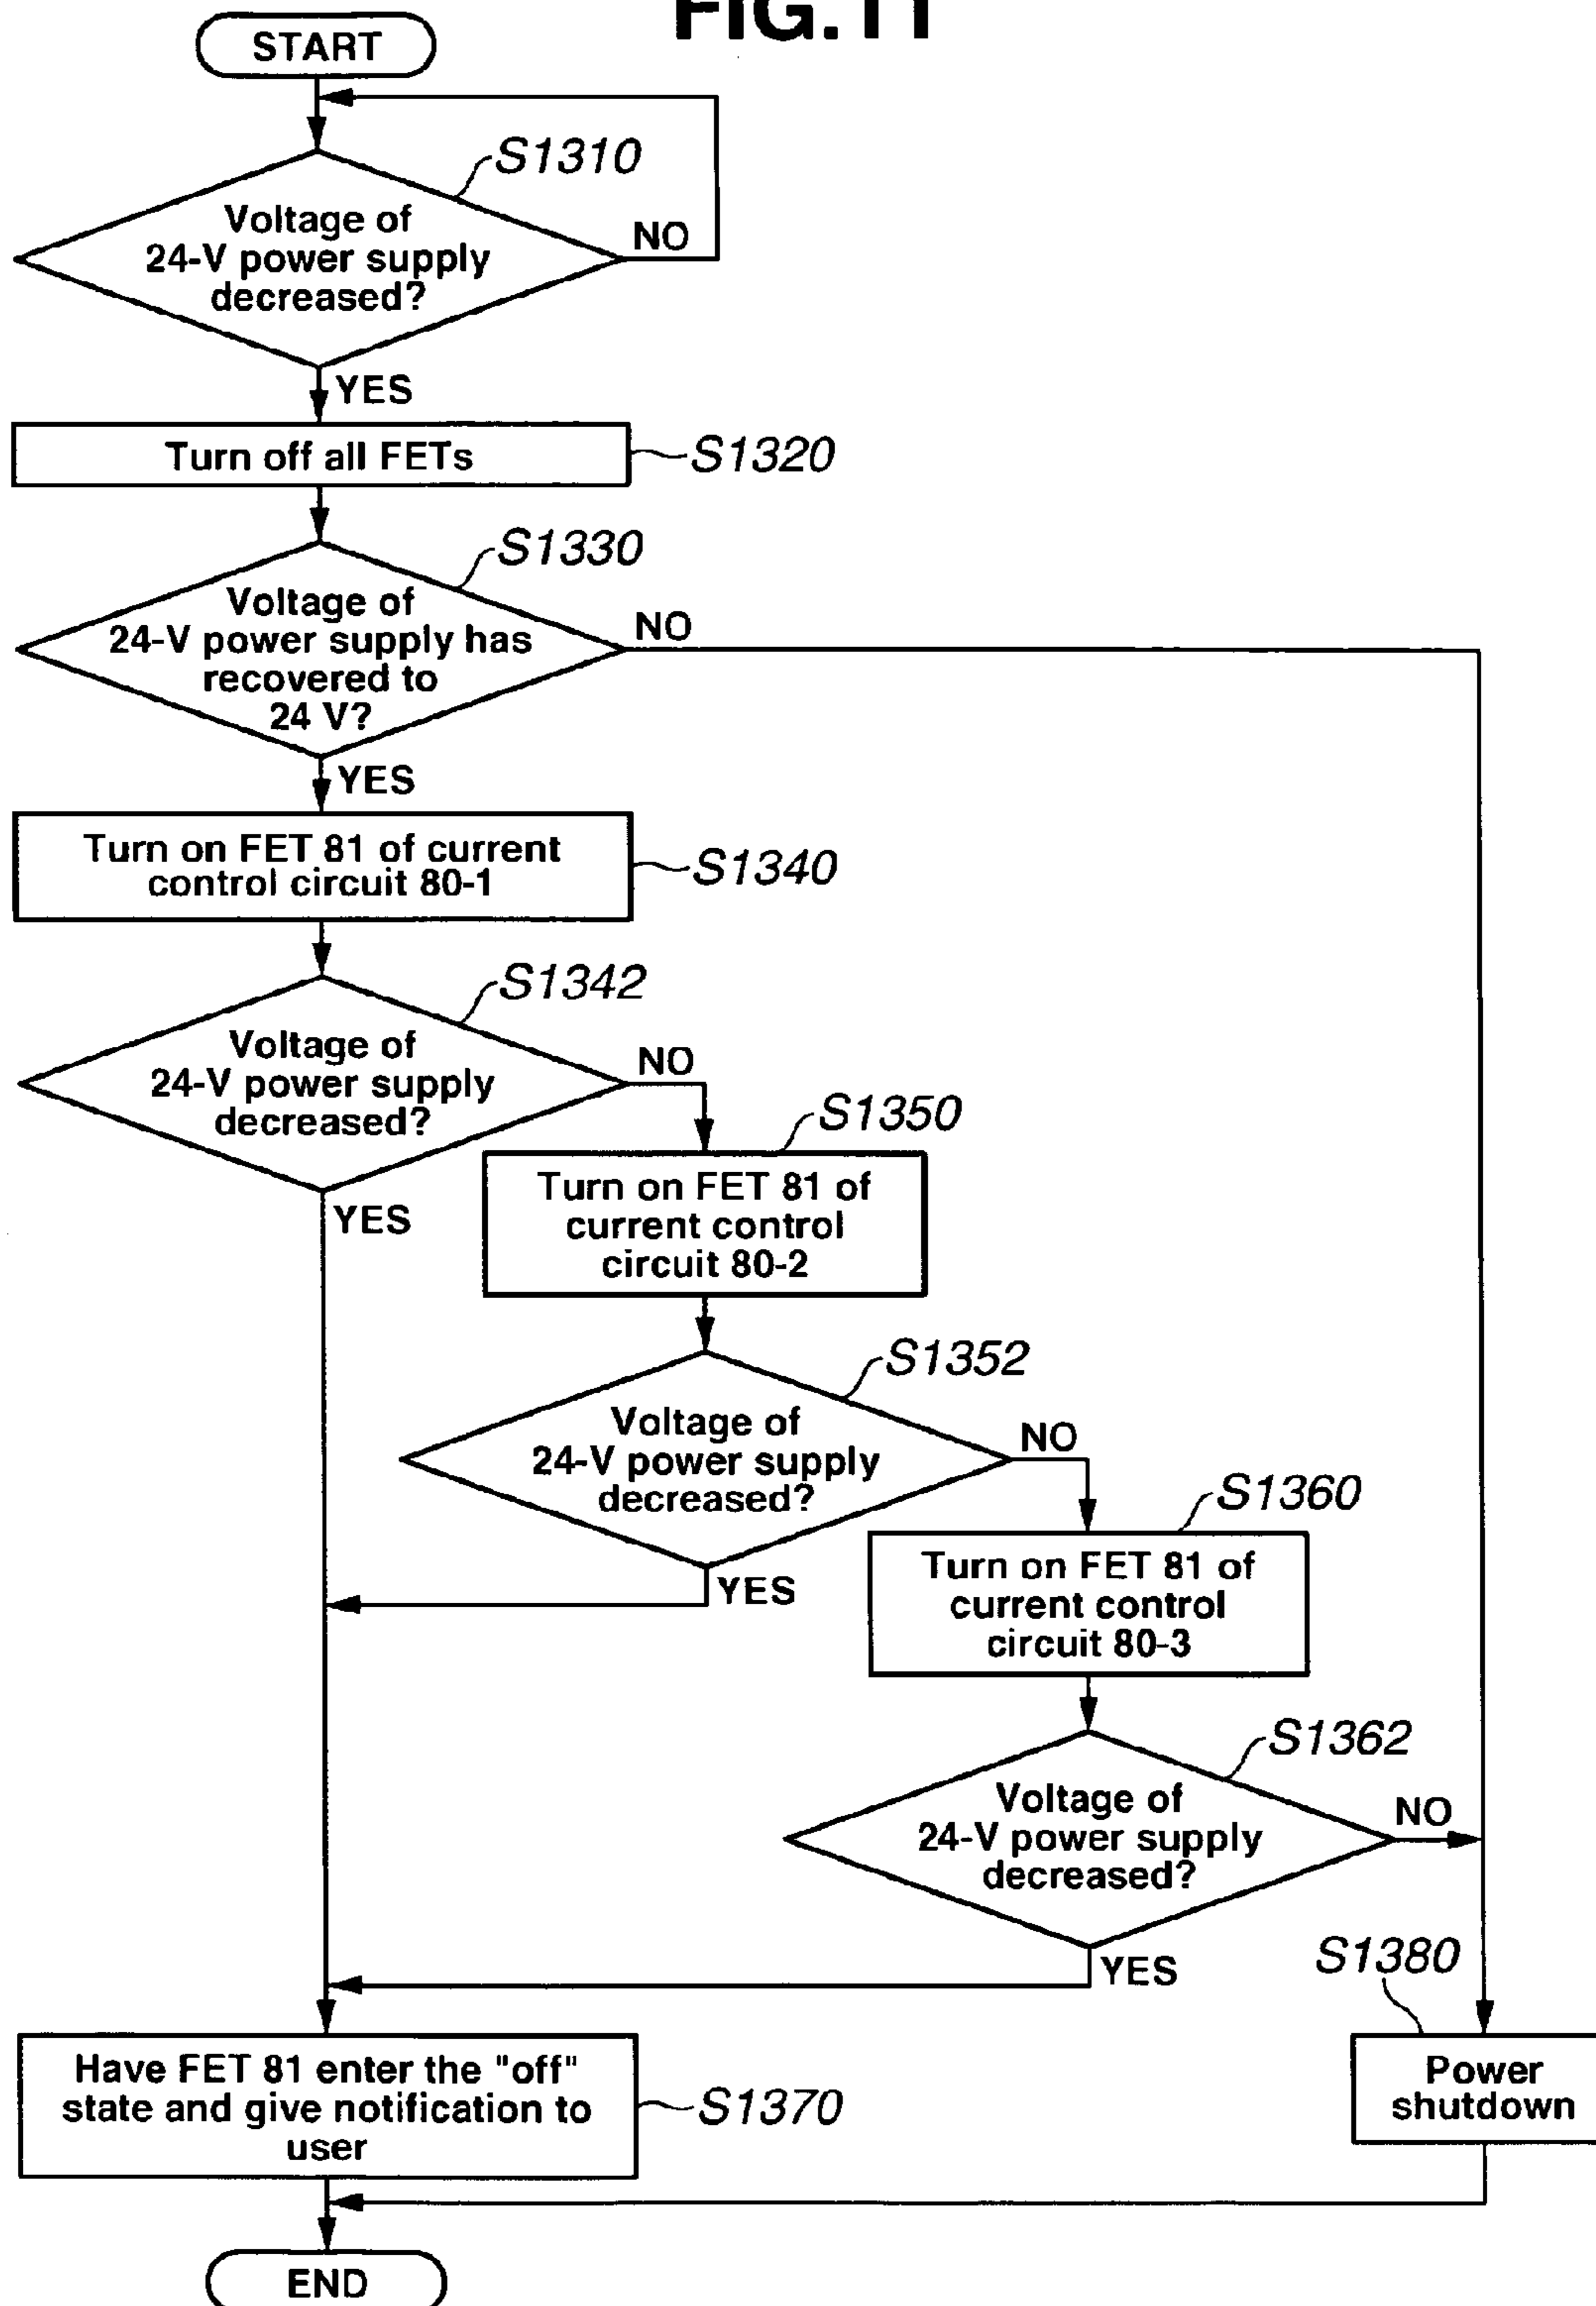 FIG.11
START
S1310
Voltage of
24-V power supply
decreased?
NO
YES
Turn off all FETs
S1320
S1330
Voltage of
24-V power supply has
recovered to
24 V?
NO
YES
Turn on FET 81 of current
control circuit 80-1
S1340
S1342
Voltage of
24-V power supply
decreased?
NO
YES
S1350
Turn on FET 81 of
current control
circuit 80-2
S1352
Voltage of
24-V power supply
decreased?
NO
YES
S1360
Turn on FET 81 of
current control
circuit 80-3
S1362
Voltage of
24-V power supply
decreased?
NO
YES
S1380
Have FET 81 enter the "off"
state and give notification to
user
S1370
Power
shutdown
END